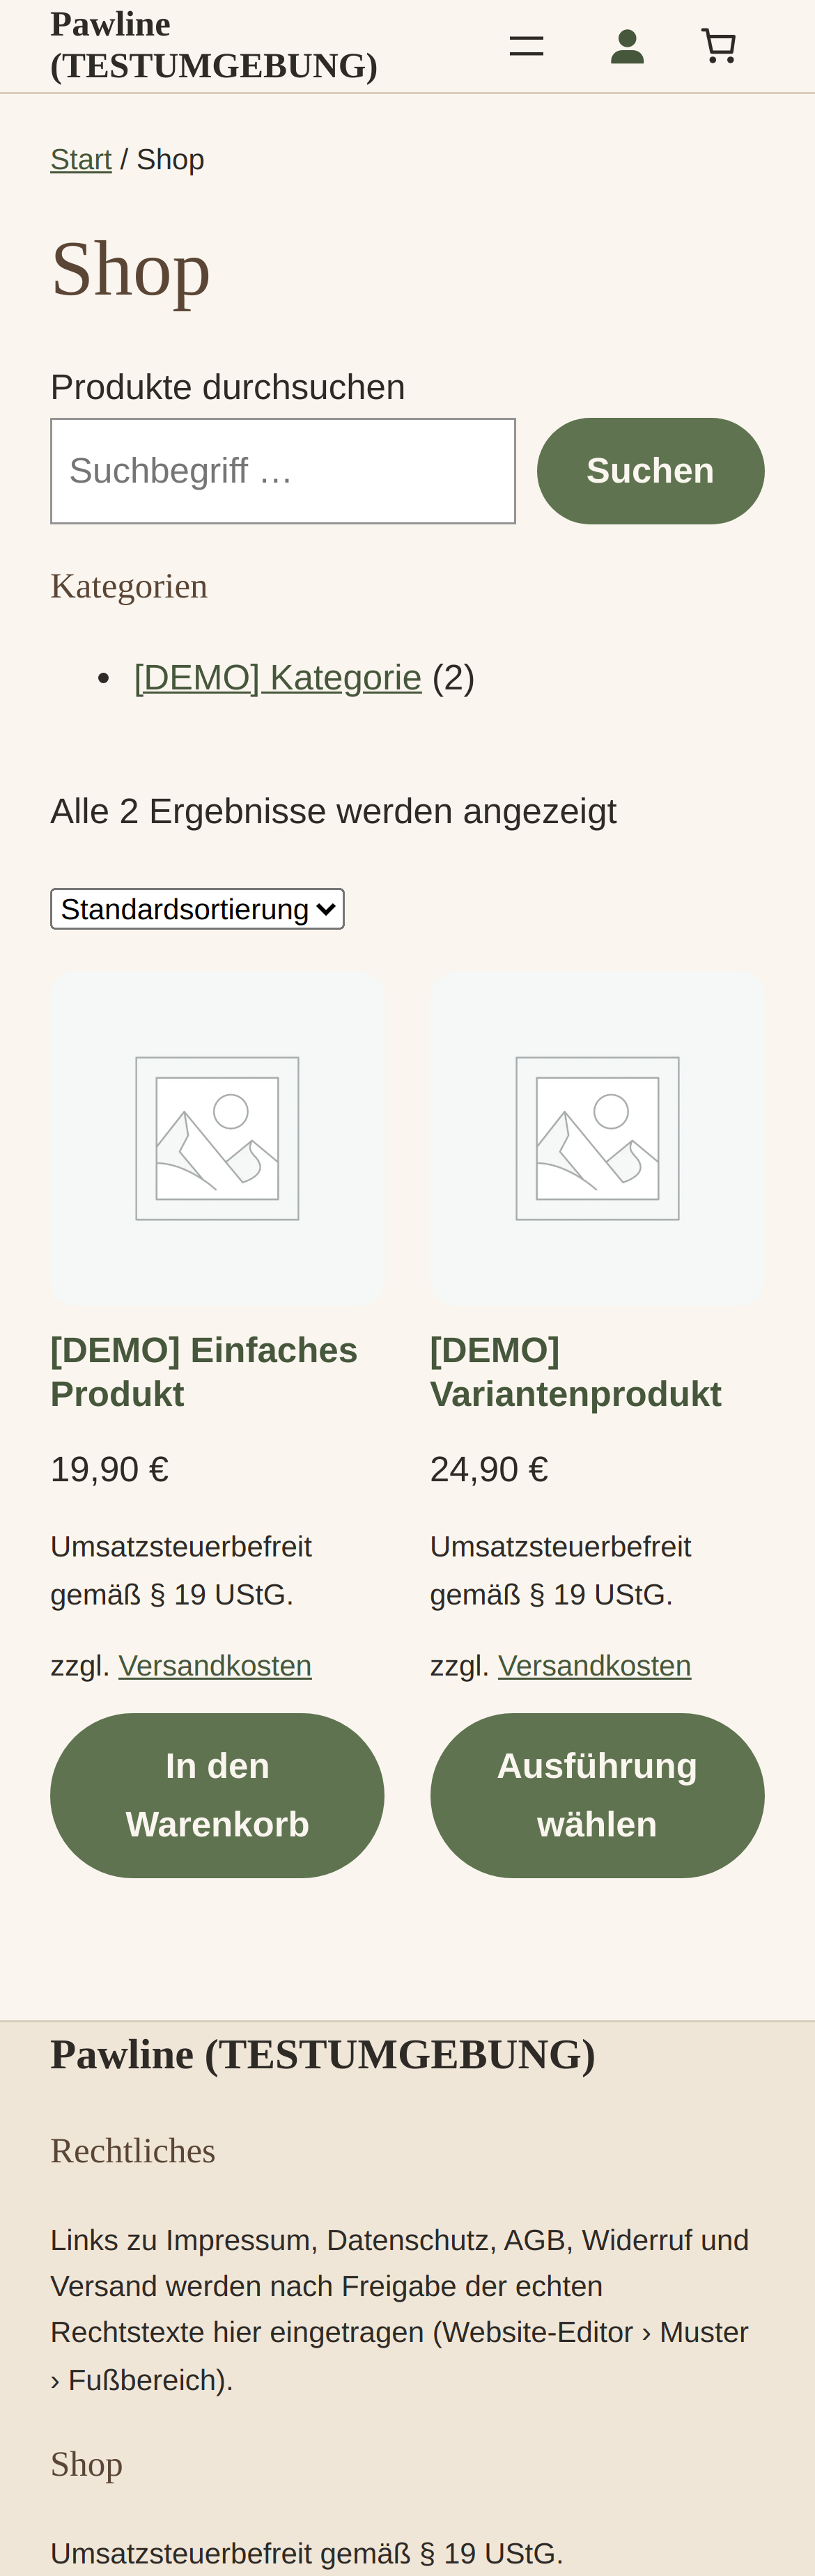 Pawline
(TESTUMGEBUNG)
Start / Shop
Shop
Produkte durchsuchen
Suchbegriff …
Suchen
Kategorien
• [DEMO] Kategorie (2)
Alle 2 Ergebnisse werden angezeigt
Standardsortierung
[DEMO] Einfaches
Produkt
19,90 €
Umsatzsteuerbefreit
gemäß § 19 UStG.
zzgl. Versandkosten
In den
Warenkorb
[DEMO]
Variantenprodukt
24,90 €
Umsatzsteuerbefreit
gemäß § 19 UStG.
zzgl. Versandkosten
Ausführung
wählen
Pawline (TESTUMGEBUNG)
Rechtliches
Links zu Impressum, Datenschutz, AGB, Widerruf und
Versand werden nach Freigabe der echten
Rechtstexte hier eingetragen (Website-Editor › Muster
› Fußbereich).
Shop
Umsatzsteuerbefreit gemäß § 19 UStG.